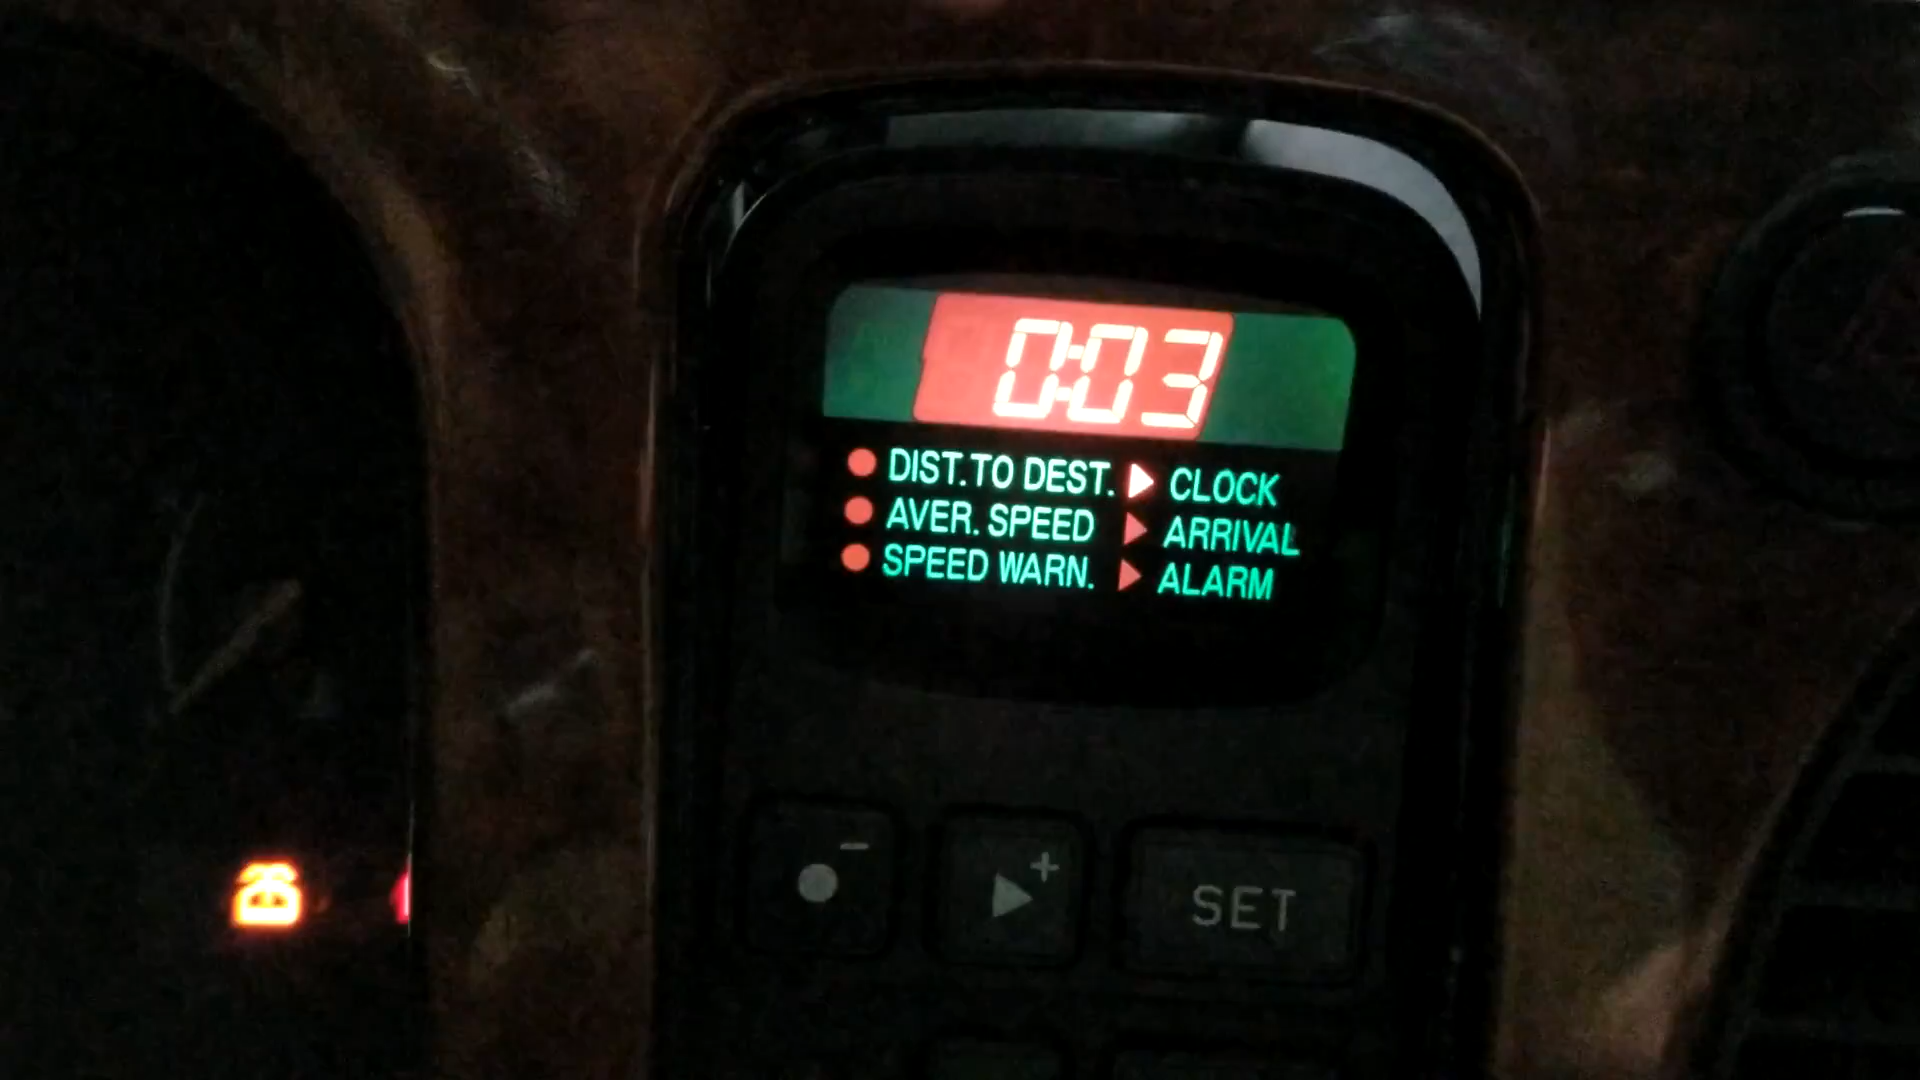 0:03
DIST.TO DEST. CLOCK
AVER. SPEED ARRIVAL
SPEED WARN. ALARM
- + SET